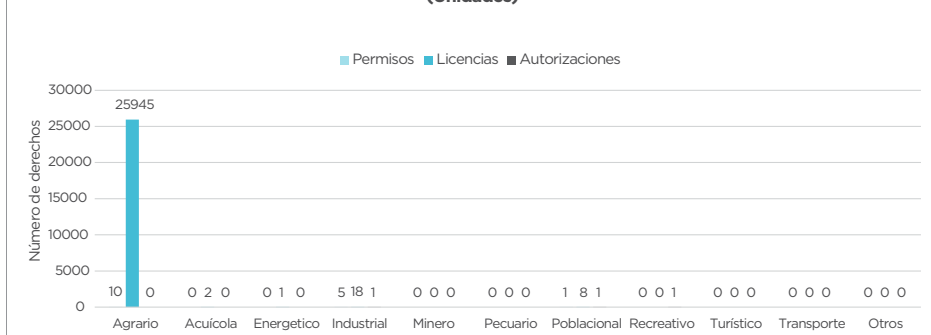 (Unidades)
Permisos Licencias Autorizaciones
Número de derechos
30000
25000
20000
15000
10000
5000
0
25945
10 0 0 2 0 0 1 0 5 18 1 0 0 0 0 0 0 1 8 1 0 0 1 0 0 0 0 0 0 0 0 0
Agrario Acuícola Energetico Industrial Minero Pecuario Poblacional Recreativo Turístico Transporte Otros